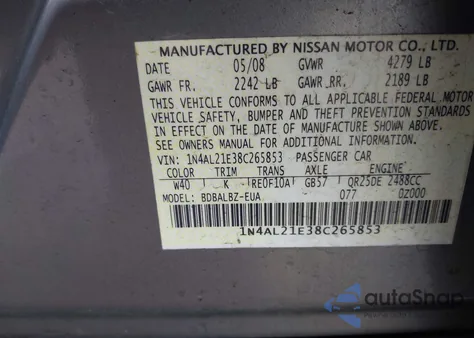 MANUFACTURED BY NISSAN MOTOR CO., LTD.
DATE 05/08 GVWR 4279 LB
GAWR FR. 2242 LB GAWR RR. 2189 LB
THIS VEHICLE CONFORMS TO ALL APPLICABLE FEDERAL MOTOR
VEHICLE SAFETY, BUMPER AND THEFT PREVENTION STANDARDS
IN EFFECT ON THE DATE OF MANUFACTURE SHOWN ABOVE.
SEE OWNERS MANUAL FOR ADDITIONAL INFORMATION.
VIN:1N4AL21E38C265853 PASSENGER CAR
COLOR TRIM TRANS AXLE ENGINE
W40 K RE0F10A GB57 QR25DE 2488CC
MODEL: BDBALBZ-EUA 077 0Z000
1N4AL21E38C265853
autoSnap